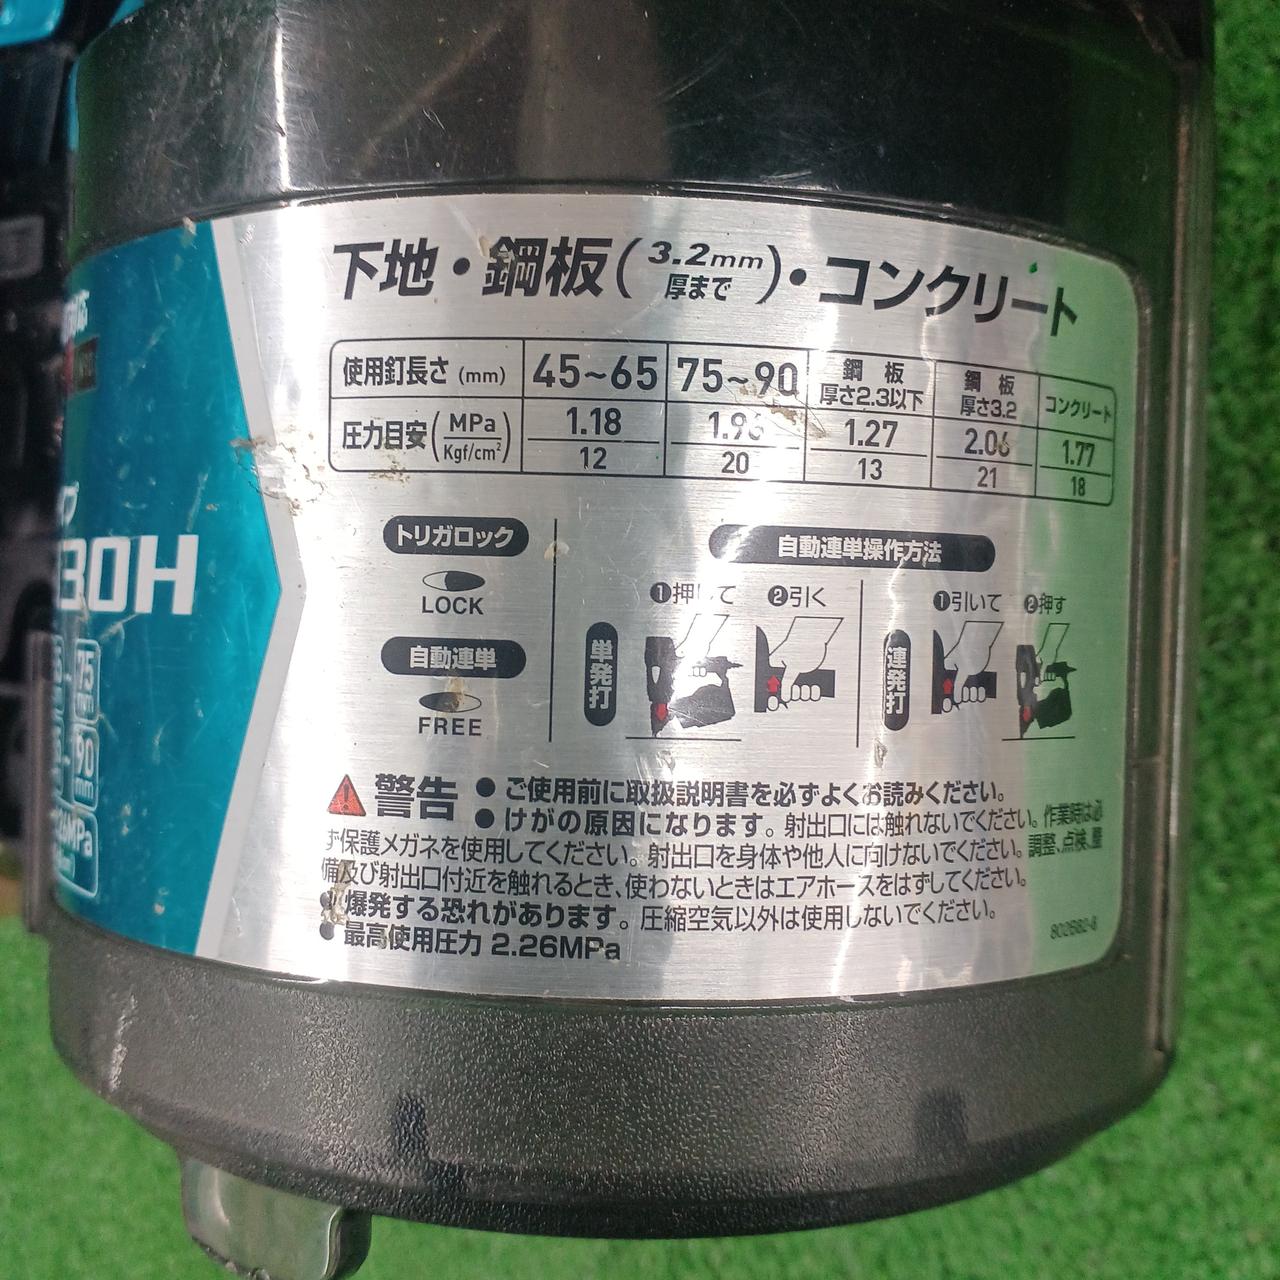 下地・鋼板(3.2mm厚まで)・コンクリート
使用釘長さ (mm) 45~65 75~90 鋼板 厚さ2.3以下 鋼板 厚さ3.2 コンクリート
圧力目安 (MPa Kgf/cm²) 1.18 1.96 1.27 2.06 1.77
12 20 13 21 18
トリガロック
LOCK
自動連単
FREE
自動連単操作方法
❶押して ❷引く
単発打
❶引いて ❷押す
連発打
30H
75mm
90mm
警告 ●ご使用前に取扱説明書を必ずよくお読みください。
●けがの原因になります。射出口には触れないでください。作業時は必
ず保護メガネを使用してください。射出口を身体や他人に向けないでください。調整、点検、整
備及び射出口付近を触れるとき、使わないときはエアホースをはずしてください。
●爆発する恐れがあります。圧縮空気以外は使用しないでください。
●最高使用圧力 2.26MPa